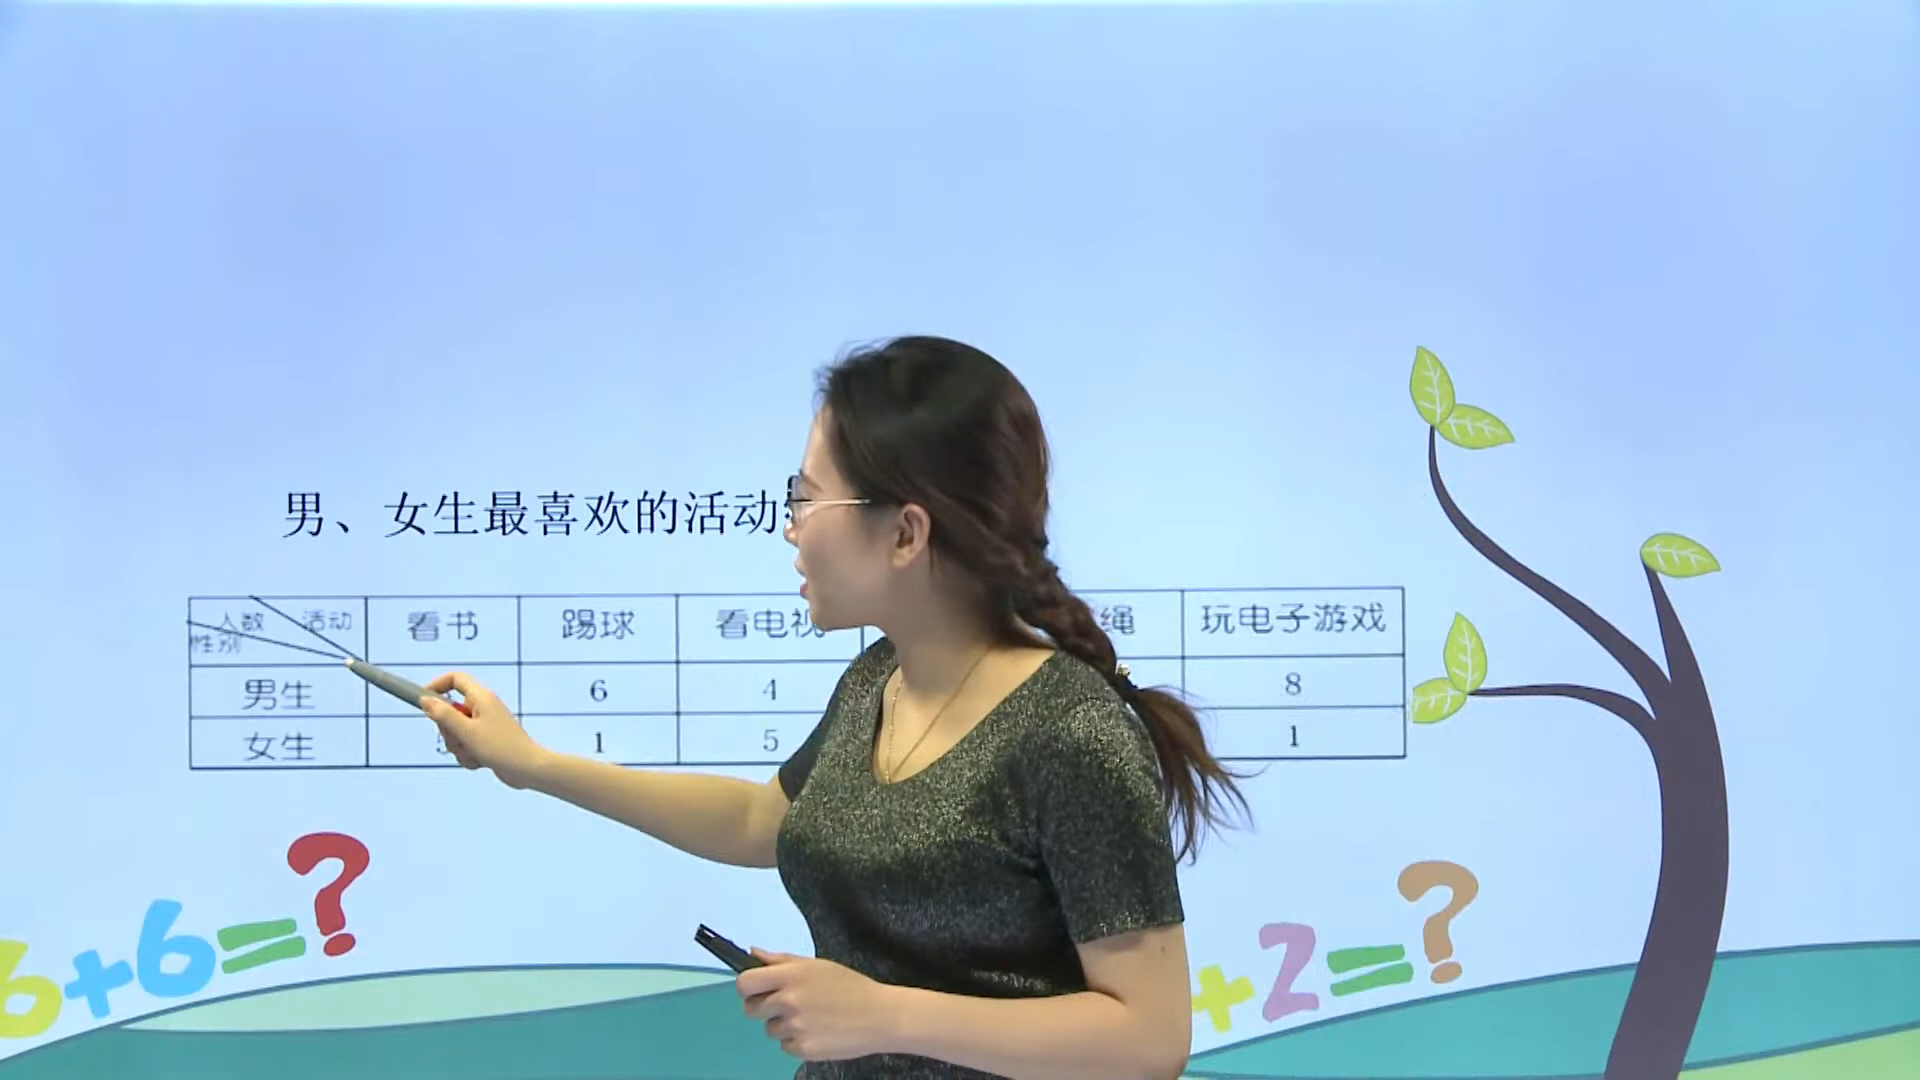 男、女生最喜欢的活动
人数 活动 看书 踢球 看电视 绳 玩电子游戏
性别
男生 6 4 8
女生 5 1 5 1
6+6=?
+2=?